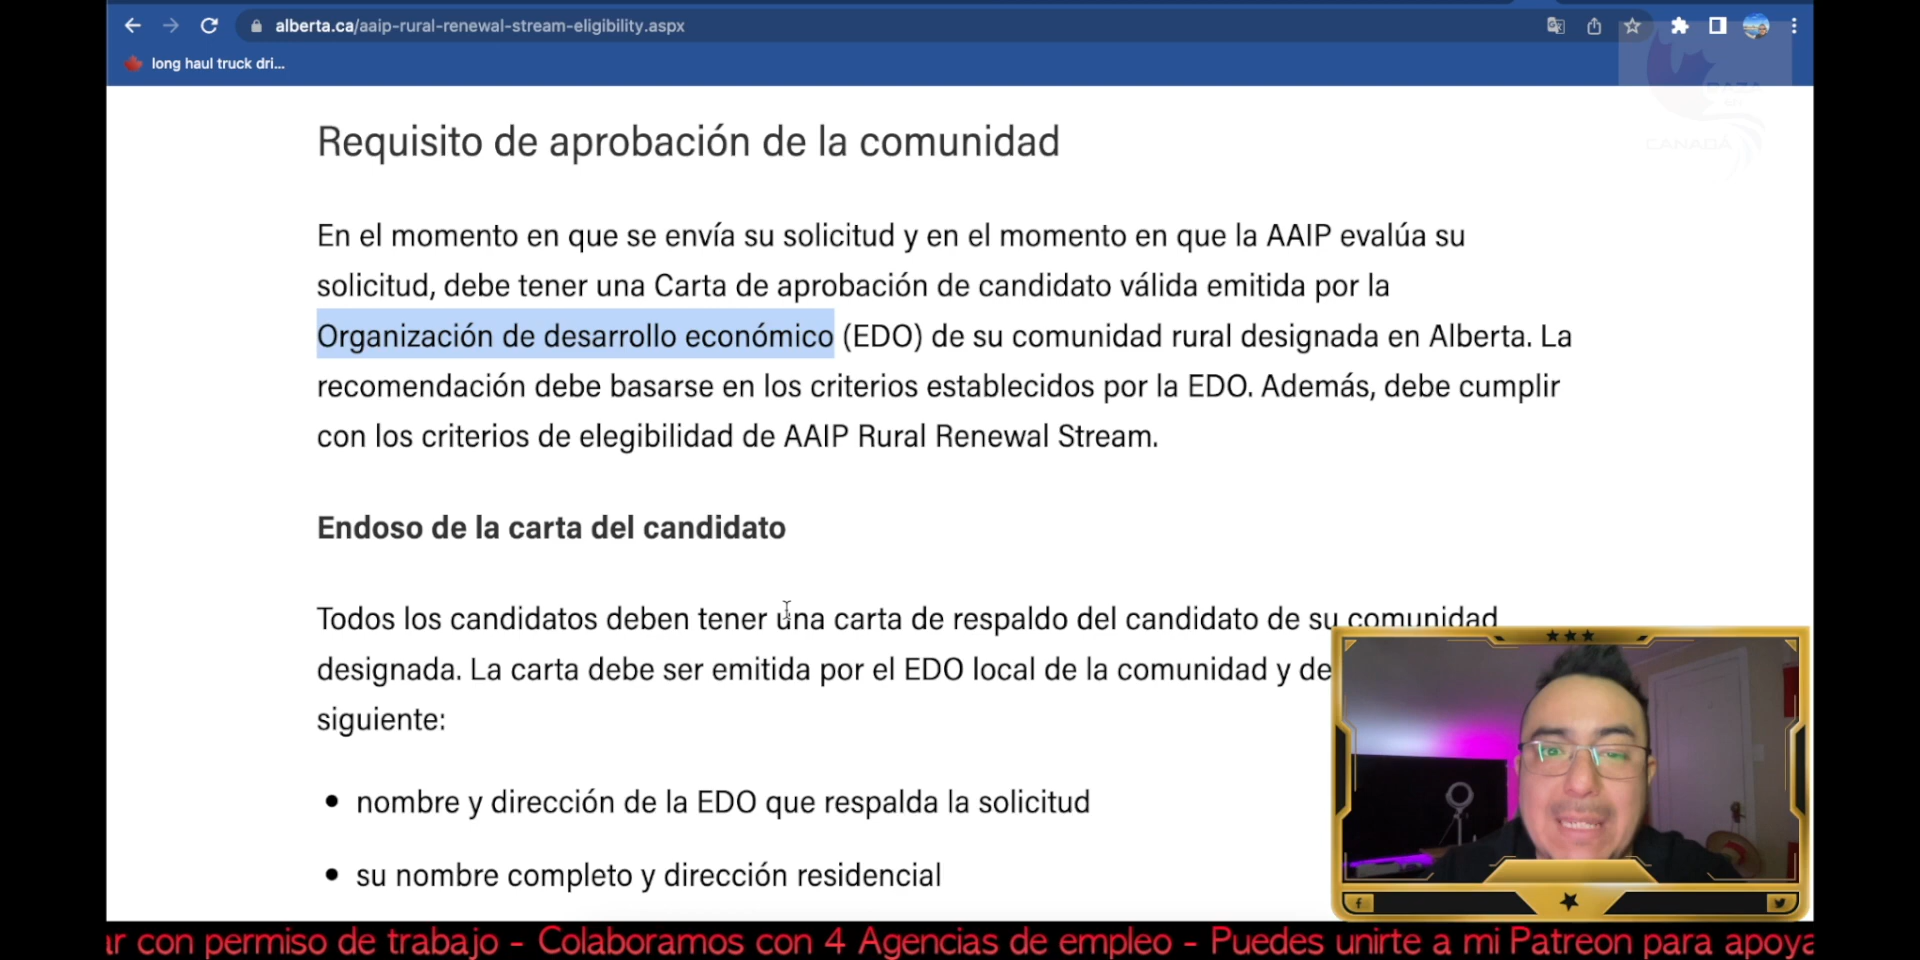 alberta.ca/aaip-rural-renewal-stream-eligibility.aspx
long haul truck dri...
CANADÁ
Requisito de aprobación de la comunidad
En el momento en que se envía su solicitud y en el momento en que la AAIP evalúa su
solicitud, debe tener una Carta de aprobación de candidato válida emitida por la
Organización de desarrollo económico (EDO) de su comunidad rural designada en Alberta. La
recomendación debe basarse en los criterios establecidos por la EDO. Además, debe cumplir
con los criterios de elegibilidad de AAIP Rural Renewal Stream.
Endoso de la carta del candidato
Todos los candidatos deben tener una carta de respaldo del candidato de su comunidad
designada. La carta debe ser emitida por el EDO local de la comunidad y de
siguiente:
• nombre y dirección de la EDO que respalda la solicitud
• su nombre completo y dirección residencial
ar con permiso de trabajo - Colaboramos con 4 Agencias de empleo - Puedes unirte a mi Patreon para apoya